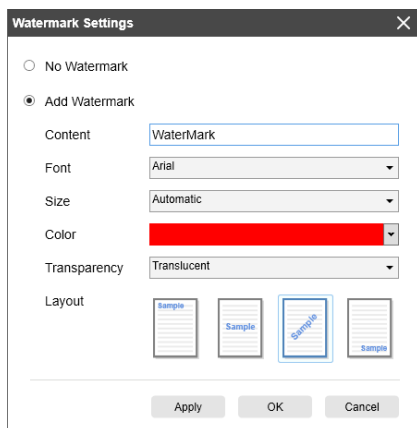 Watermark Settings
No Watermark
Add Watermark
Content WaterMark
Font Arial
Size Automatic
Color
Transparency Translucent
Layout Sample Sample Sample Sample
Apply OK Cancel